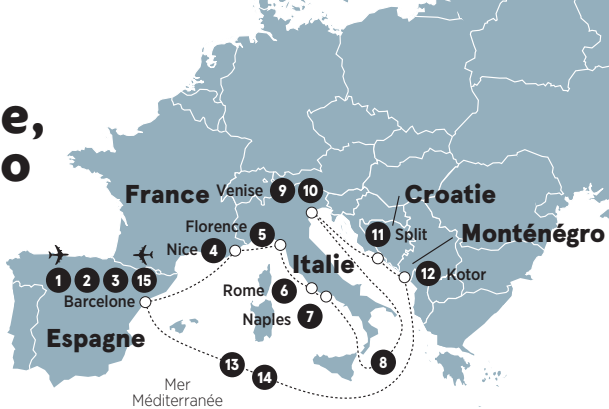 e,
o
France
Venise 9 10
Croatie
Florence 5
11 Split
Monténégro
Nice 4
Italie
12 Kotor
1 2 3 15
Barcelone
Rome 6
Naples 7
Espagne
8
13
14
Mer
Méditerranée